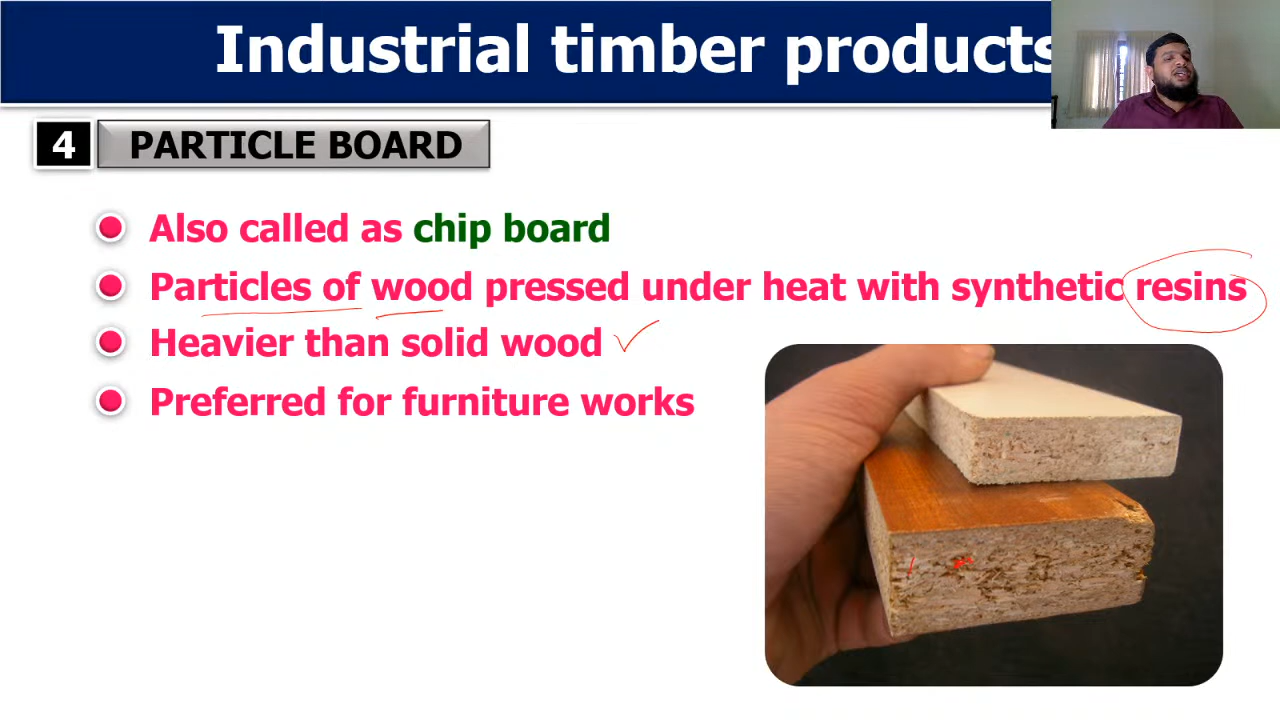 Industrial timber products
4 PARTICLE BOARD
Also called as chip board
Particles of wood pressed under heat with synthetic resins
Heavier than solid wood
Preferred for furniture works